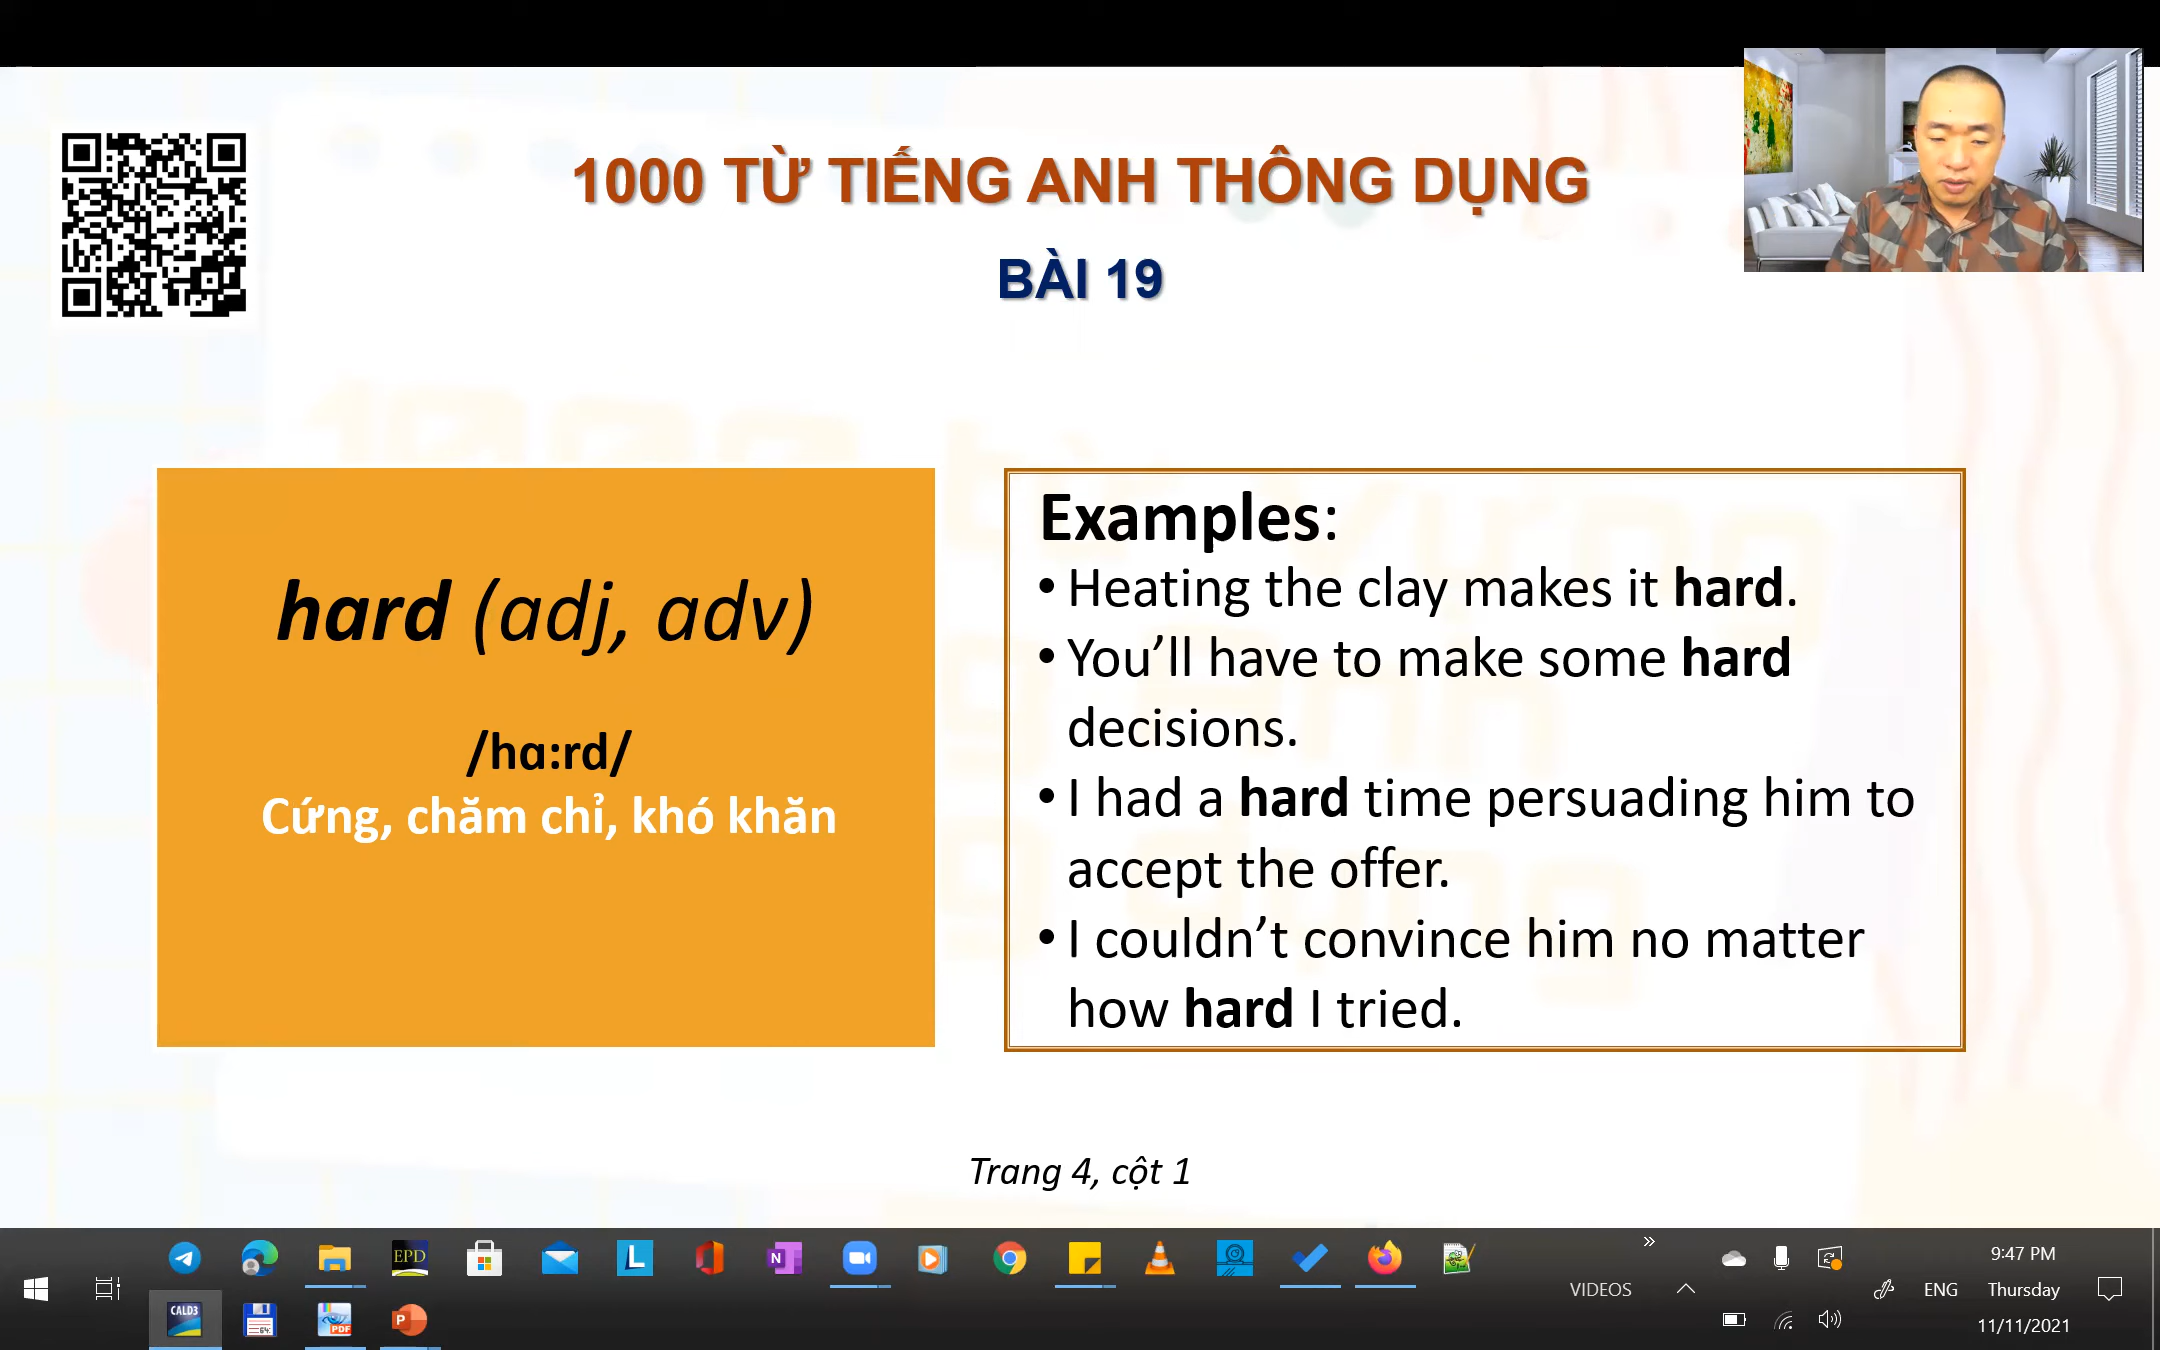 1000 TỪ TIẾNG ANH THÔNG DỤNG
BÀI 19
hard (adj, adv)
/hɑ:rd/
Cứng, chăm chỉ, khó khăn
Examples:
• Heating the clay makes it hard.
• You’ll have to make some hard
decisions.
• I had a hard time persuading him to
accept the offer.
• I couldn’t convince him no matter
how hard I tried.
Trang 4, cột 1
EPD
L
N
CALD3
64
PDF
P
VIDEOS
ENG
9:47 PM
Thursday
11/11/2021